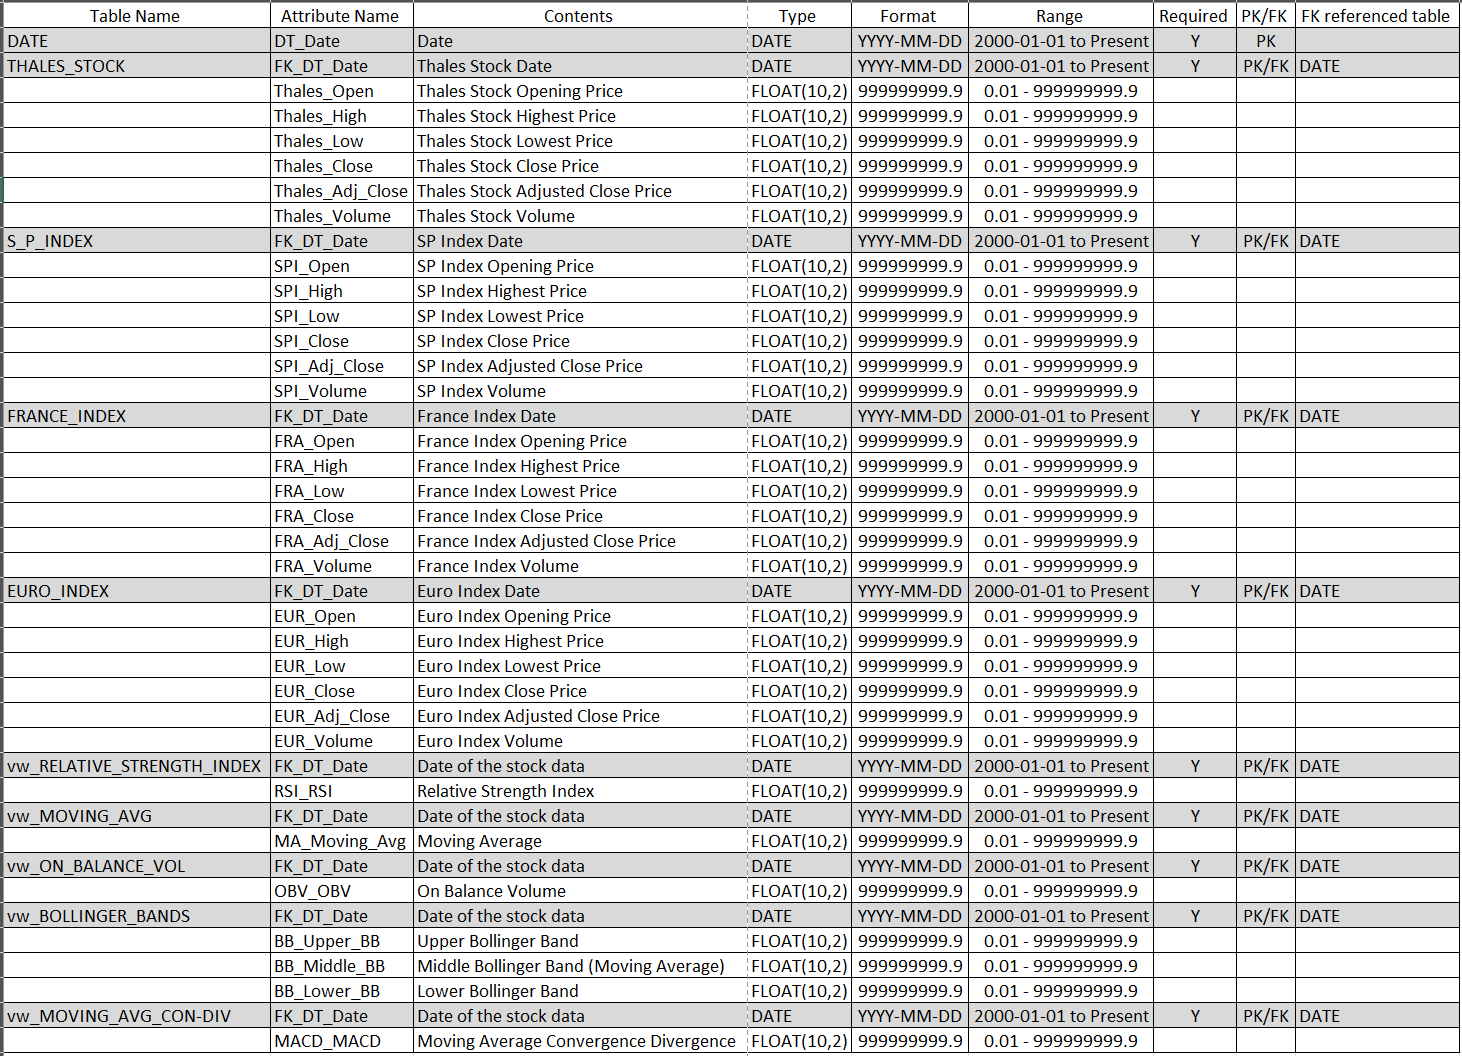 Table Name Attribute Name Contents Type Format Range Required PK/FK FK referenced table
DATE DT_Date Date DATE YYYY-MM-DD 2000-01-01 to Present Y PK
THALES_STOCK FK_DT_Date Thales Stock Date DATE YYYY-MM-DD 2000-01-01 to Present Y PK/FK DATE
Thales_Open Thales Stock Opening Price FLOAT(10,2) 999999999.9 0.01 - 999999999.9
Thales_High Thales Stock Highest Price FLOAT(10,2) 999999999.9 0.01 - 999999999.9
Thales_Low Thales Stock Lowest Price FLOAT(10,2) 999999999.9 0.01 - 999999999.9
Thales_Close Thales Stock Close Price FLOAT(10,2) 999999999.9 0.01 - 999999999.9
Thales_Adj_Close Thales Stock Adjusted Close Price FLOAT(10,2) 999999999.9 0.01 - 999999999.9
Thales_Volume Thales Stock Volume FLOAT(10,2) 999999999.9 0.01 - 999999999.9
S_P_INDEX FK_DT_Date SP Index Date DATE YYYY-MM-DD 2000-01-01 to Present Y PK/FK DATE
SPI_Open SP Index Opening Price FLOAT(10,2) 999999999.9 0.01 - 999999999.9
SPI_High SP Index Highest Price FLOAT(10,2) 999999999.9 0.01 - 999999999.9
SPI_Low SP Index Lowest Price FLOAT(10,2) 999999999.9 0.01 - 999999999.9
SPI_Close SP Index Close Price FLOAT(10,2) 999999999.9 0.01 - 999999999.9
SPI_Adj_Close SP Index Adjusted Close Price FLOAT(10,2) 999999999.9 0.01 - 999999999.9
SPI_Volume SP Index Volume FLOAT(10,2) 999999999.9 0.01 - 999999999.9
FRANCE_INDEX FK_DT_Date France Index Date DATE YYYY-MM-DD 2000-01-01 to Present Y PK/FK DATE
FRA_Open France Index Opening Price FLOAT(10,2) 999999999.9 0.01 - 999999999.9
FRA_High France Index Highest Price FLOAT(10,2) 999999999.9 0.01 - 999999999.9
FRA_Low France Index Lowest Price FLOAT(10,2) 999999999.9 0.01 - 999999999.9
FRA_Close France Index Close Price FLOAT(10,2) 999999999.9 0.01 - 999999999.9
FRA_Adj_Close France Index Adjusted Close Price FLOAT(10,2) 999999999.9 0.01 - 999999999.9
FRA_Volume France Index Volume FLOAT(10,2) 999999999.9 0.01 - 999999999.9
EURO_INDEX FK_DT_Date Euro Index Date DATE YYYY-MM-DD 2000-01-01 to Present Y PK/FK DATE
EUR_Open Euro Index Opening Price FLOAT(10,2) 999999999.9 0.01 - 999999999.9
EUR_High Euro Index Highest Price FLOAT(10,2) 999999999.9 0.01 - 999999999.9
EUR_Low Euro Index Lowest Price FLOAT(10,2) 999999999.9 0.01 - 999999999.9
EUR_Close Euro Index Close Price FLOAT(10,2) 999999999.9 0.01 - 999999999.9
EUR_Adj_Close Euro Index Adjusted Close Price FLOAT(10,2) 999999999.9 0.01 - 999999999.9
EUR_Volume Euro Index Volume FLOAT(10,2) 999999999.9 0.01 - 999999999.9
vw_RELATIVE_STRENGTH_INDEX FK_DT_Date Date of the stock data DATE YYYY-MM-DD 2000-01-01 to Present Y PK/FK DATE
RSI_RSI Relative Strength Index FLOAT(10,2) 999999999.9 0.01 - 999999999.9
vw_MOVING_AVG FK_DT_Date Date of the stock data DATE YYYY-MM-DD 2000-01-01 to Present Y PK/FK DATE
MA_Moving_Avg Moving Average FLOAT(10,2) 999999999.9 0.01 - 999999999.9
vw_ON_BALANCE_VOL FK_DT_Date Date of the stock data DATE YYYY-MM-DD 2000-01-01 to Present Y PK/FK DATE
OBV_OBV On Balance Volume FLOAT(10,2) 999999999.9 0.01 - 999999999.9
vw_BOLLINGER_BANDS FK_DT_Date Date of the stock data DATE YYYY-MM-DD 2000-01-01 to Present Y PK/FK DATE
BB_Upper_BB Upper Bollinger Band FLOAT(10,2) 999999999.9 0.01 - 999999999.9
BB_Middle_BB Middle Bollinger Band (Moving Average) FLOAT(10,2) 999999999.9 0.01 - 999999999.9
BB_Lower_BB Lower Bollinger Band FLOAT(10,2) 999999999.9 0.01 - 999999999.9
vw_MOVING_AVG_CON-DIV FK_DT_Date Date of the stock data DATE YYYY-MM-DD 2000-01-01 to Present Y PK/FK DATE
MACD_MACD Moving Average Convergence Divergence FLOAT(10,2) 999999999.9 0.01 - 999999999.9